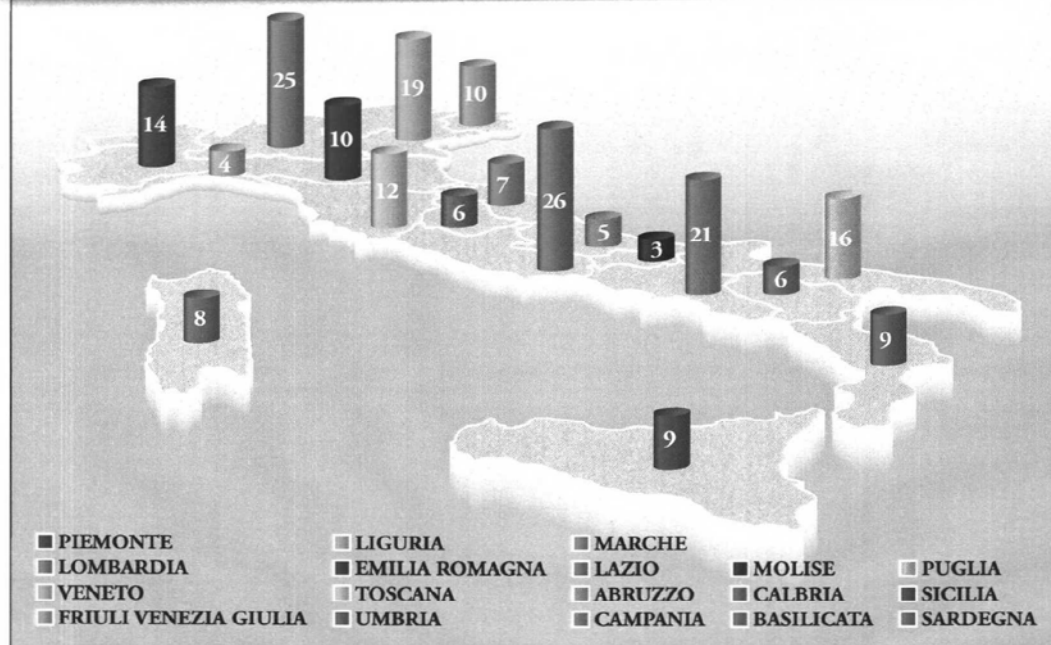 25
19
10
14
10
4
12
7
6
26
5
3
21
6
16
8
9
9
PIEMONTE
LOMBARDIA
VENETO
FRIULI VENEZIA GIULIA
LIGURIA
EMILIA ROMAGNA
TOSCANA
UMBRIA
MARCHE
LAZIO
ABRUZZO
CAMPANIA
MOLISE
CALBRIA
BASILICATA
PUGLIA
SICILIA
SARDEGNA